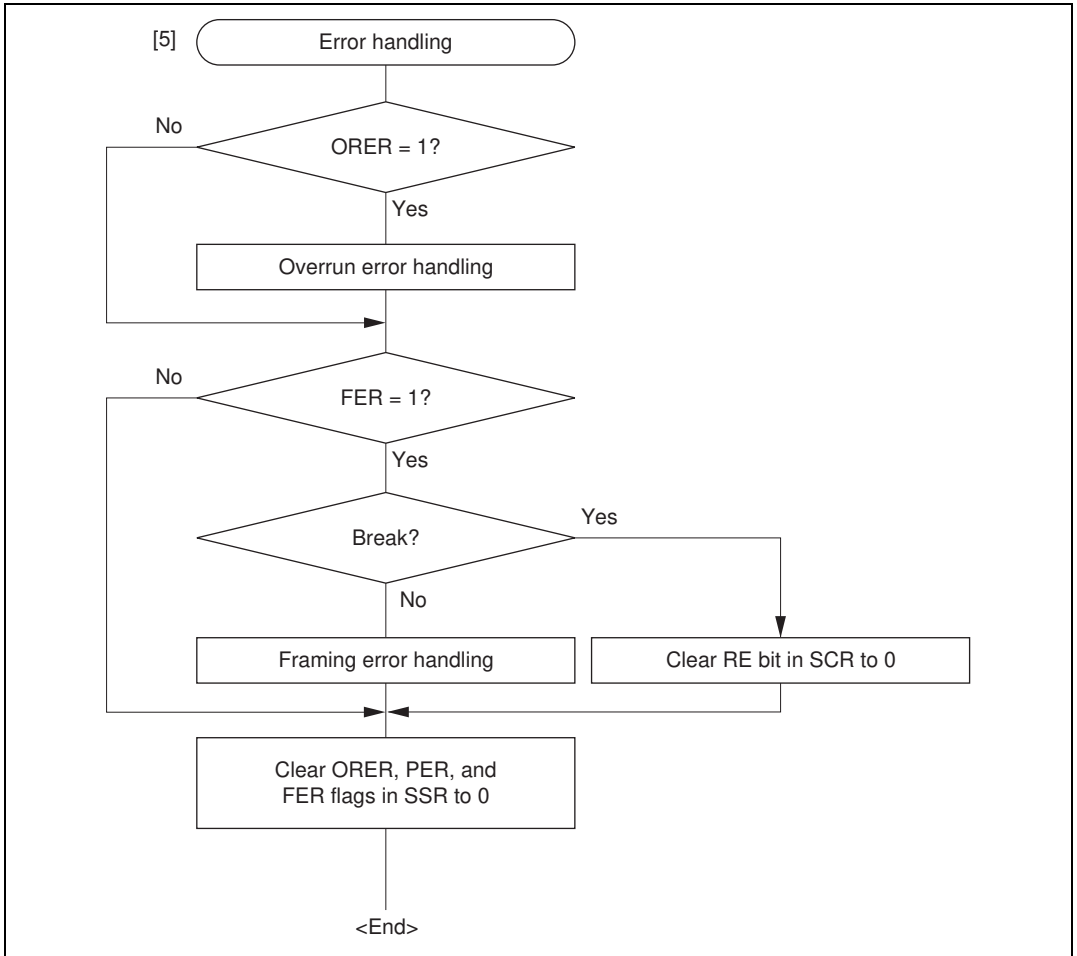 [5] Error handling
No
ORER = 1?
Yes
Overrun error handling
No
FER = 1?
Yes
Break?
Yes
No
Framing error handling
Clear RE bit in SCR to 0
Clear ORER, PER, and
FER flags in SSR to 0
<End>